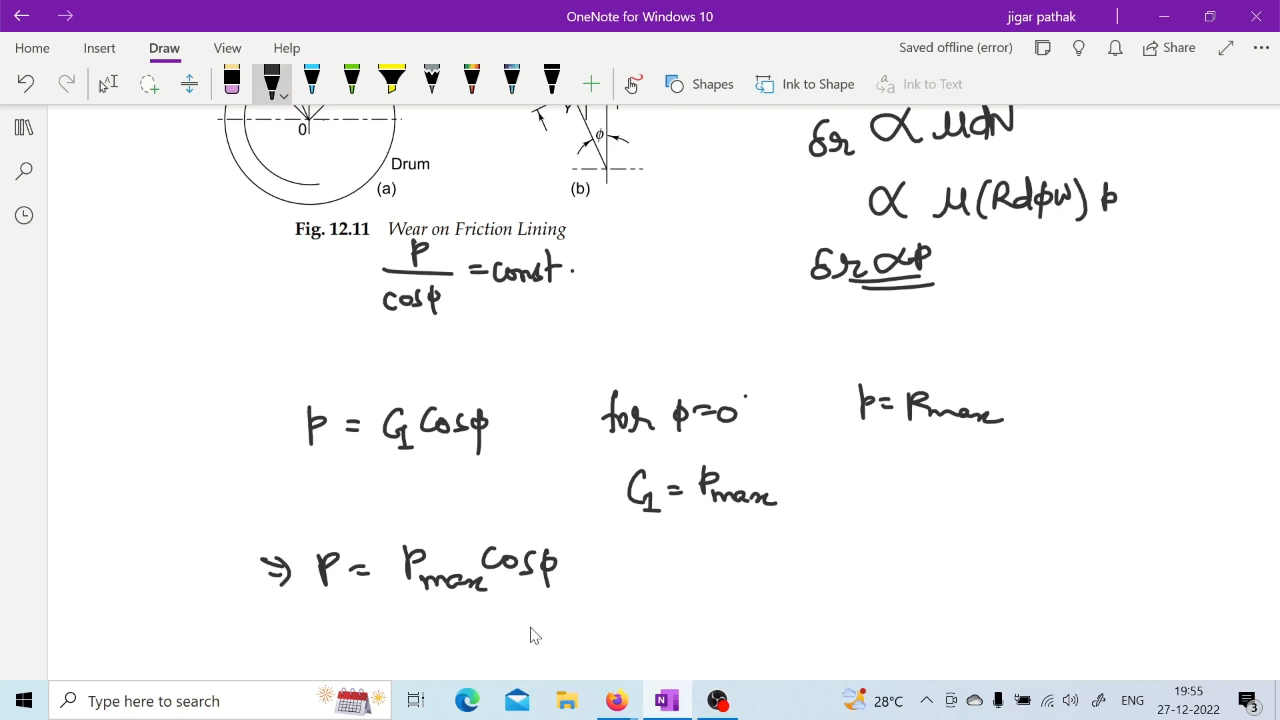 OneNote for Windows 10
jigar pathak
Home Insert Draw View Help
Saved offline (error) Share
Shapes Ink to Shape Ink to Text
0
Drum
(a)
ϕ
(b)
Fig. 12.11 Wear on Friction Lining
δr ∝ μdN
∝ μ(Rdϕw) p
δr ∝ p
p / cosϕ = const.
p = C1 Cosϕ
for ϕ=0°
p = Pmax
C1 = Pmax
⇒ P = Pmax cosϕ
Type here to search
28°C
ENG
19:55
27-12-2022
3